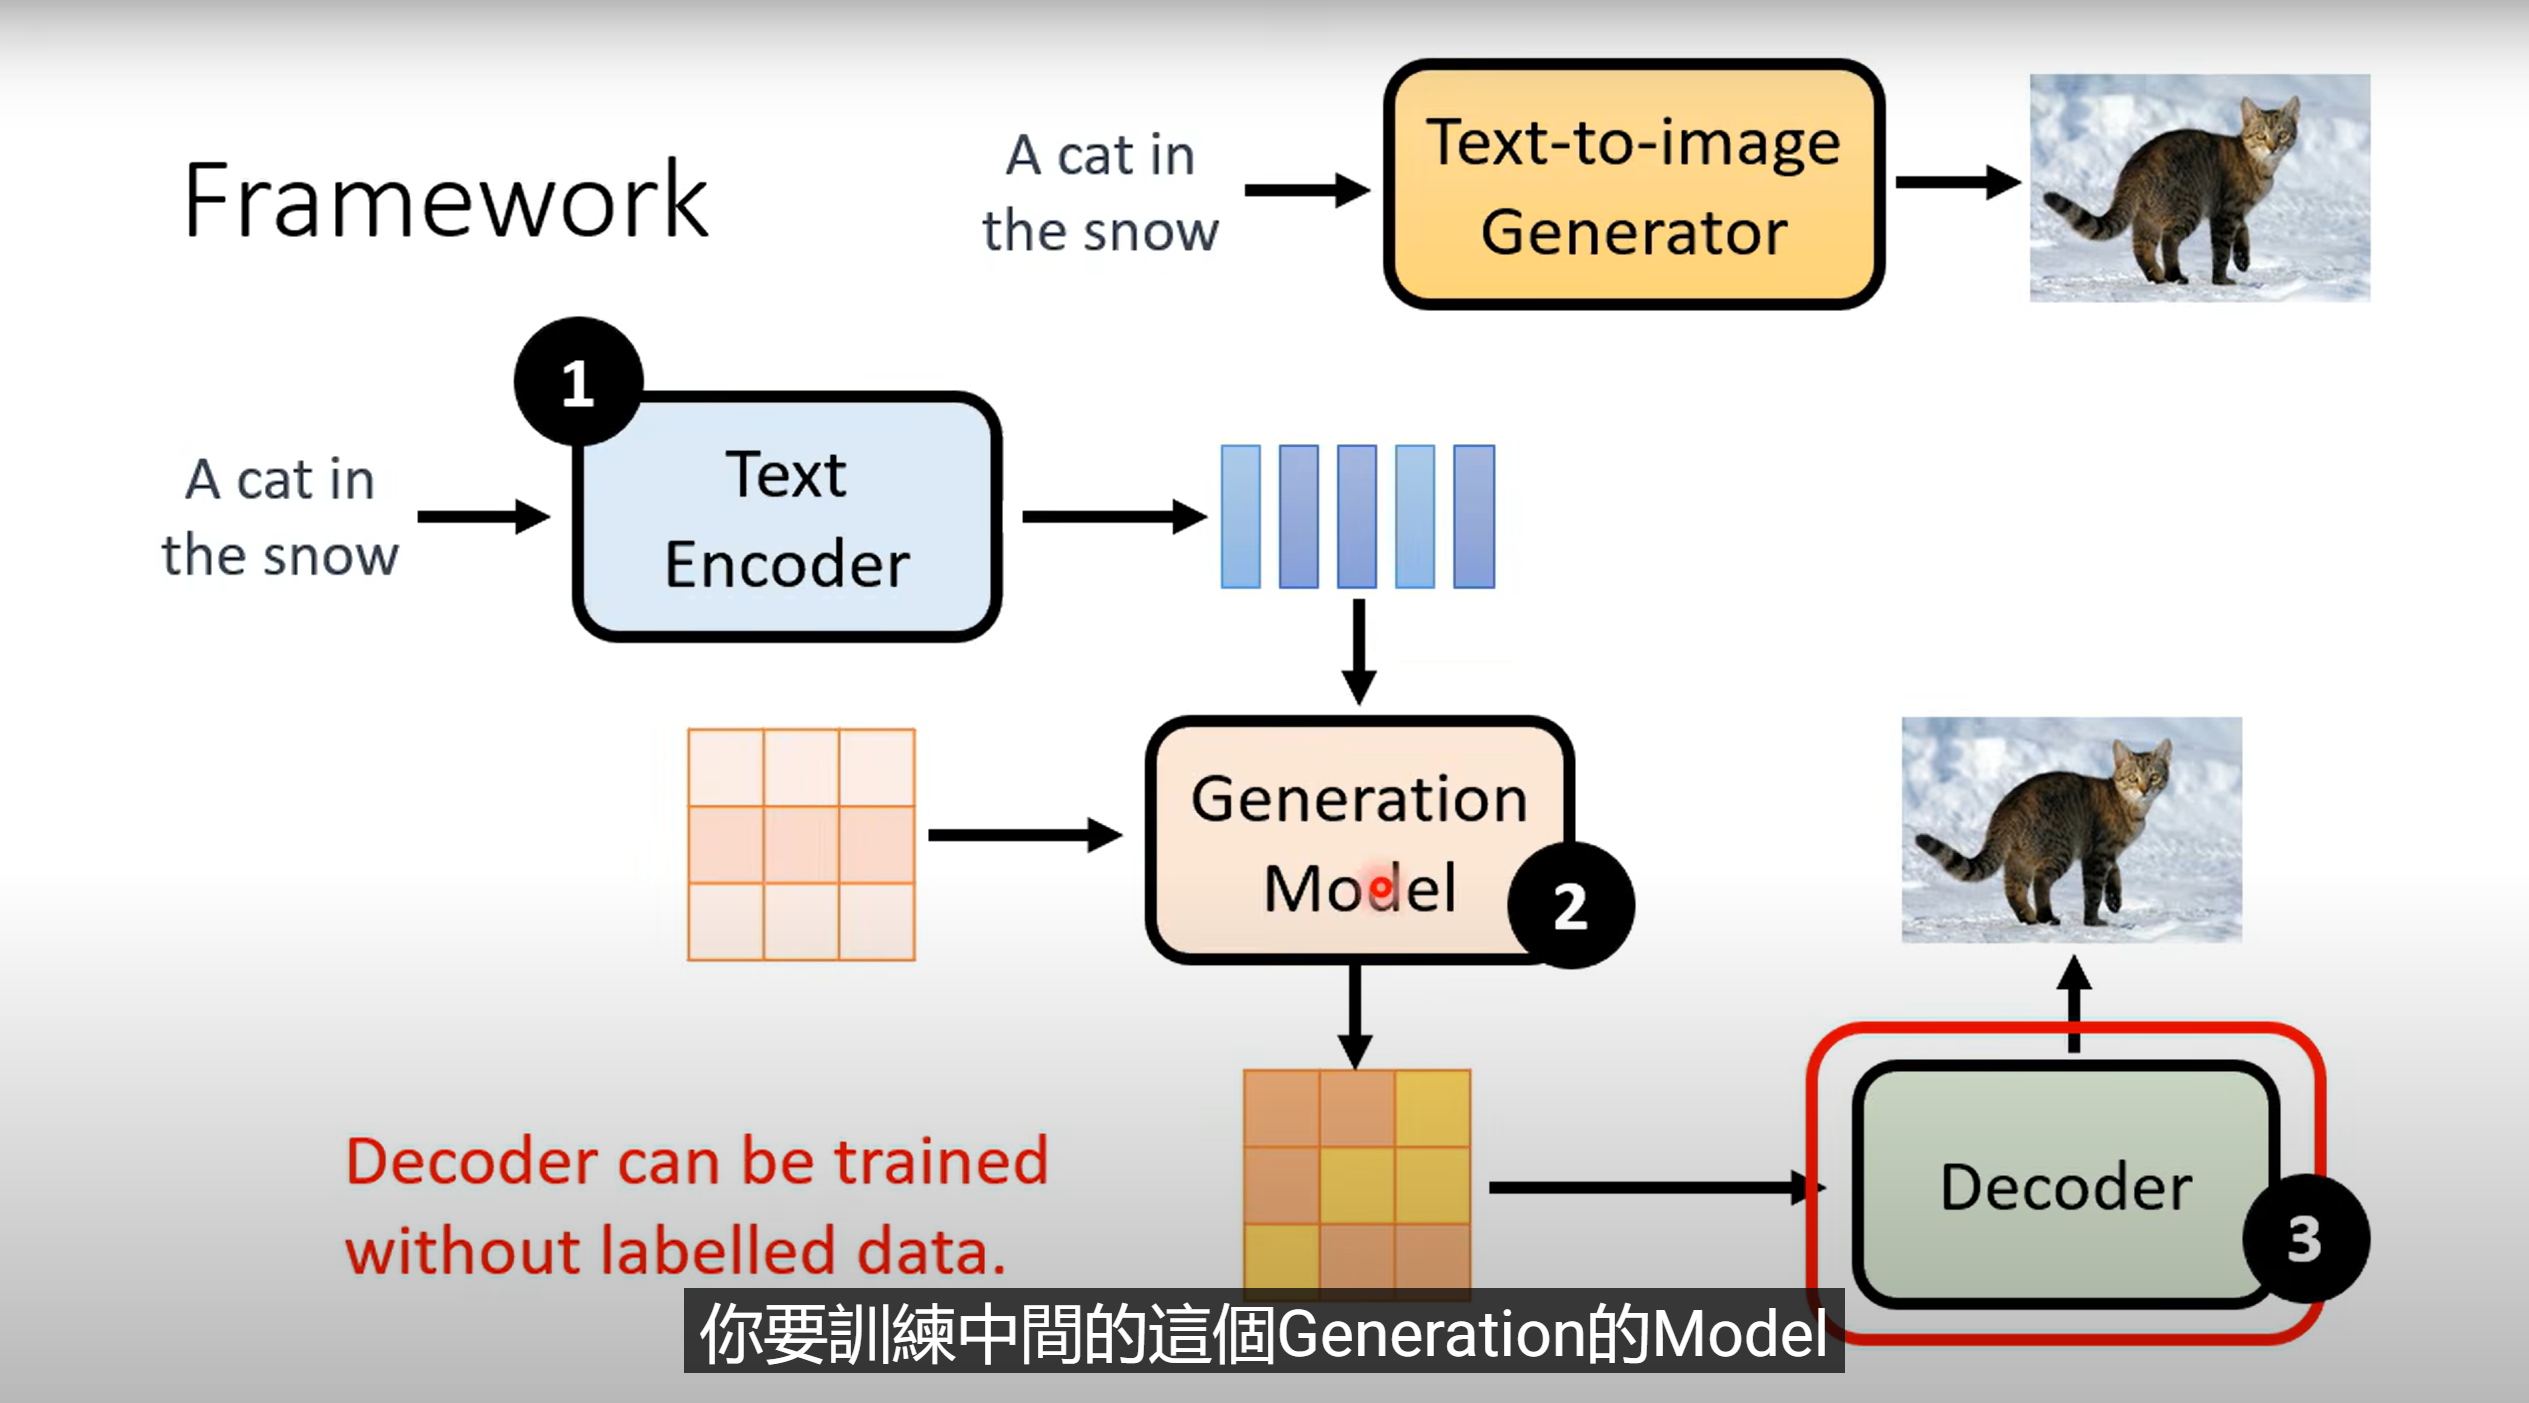 Framework
A cat in
the snow
Text-to-image
Generator
1
A cat in
the snow
Text
Encoder
Generation
Model
2
Decoder can be trained
without labelled data.
Decoder
3
你要訓練中間的這個Generation的Model